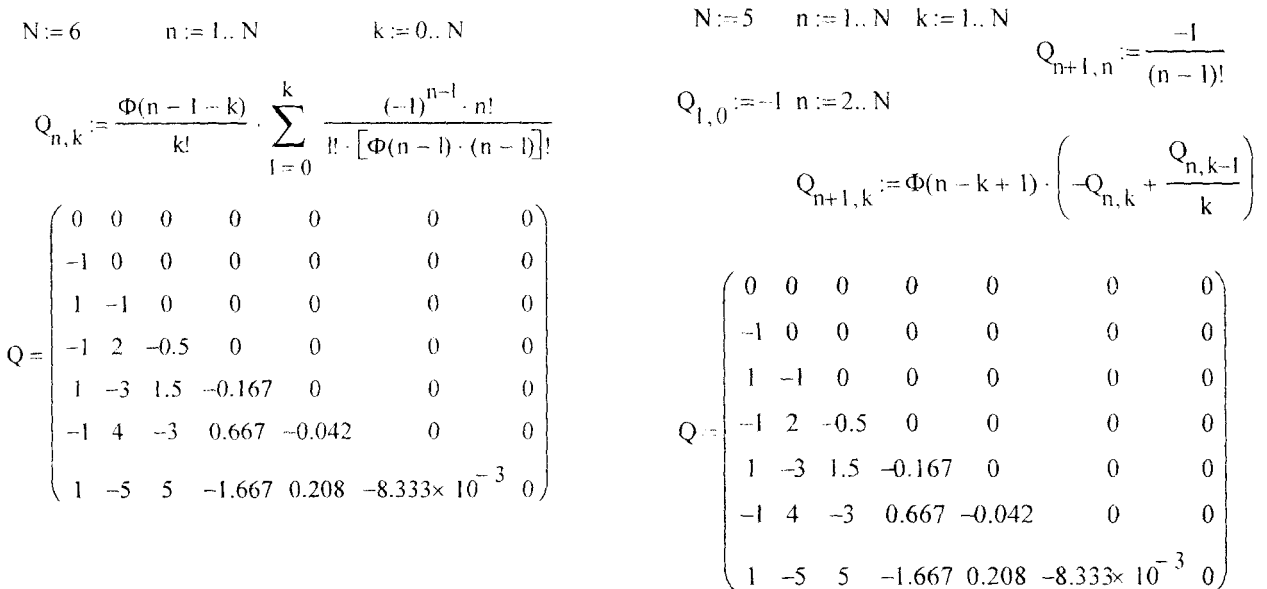 N := 6 n := 1.. N k := 0.. N
Q_{n, k} := \frac{Φ(n − 1 − k)}{k!} · \sum_{l = 0}^{k} \frac{(−1)^{n−l} · n!}{l! · [Φ(n − l) · (n − l)]!}
Q =
0 0 0 0 0 0 0
−1 0 0 0 0 0 0
1 −1 0 0 0 0 0
−1 2 −0.5 0 0 0 0
1 −3 1.5 −0.167 0 0 0
−1 4 −3 0.667 −0.042 0 0
1 −5 5 −1.667 0.208 −8.333× 10^{−3} 0
N := 5 n := 1.. N k := 1.. N
Q_{n+1, n} := \frac{−1}{(n − 1)!}
Q_{1, 0} := −1 n := 2.. N
Q_{n+1, k} := Φ(n − k + 1) · (−Q_{n, k} + \frac{Q_{n, k−1}}{k})
Q =
0 0 0 0 0 0 0
−1 0 0 0 0 0 0
1 −1 0 0 0 0 0
−1 2 −0.5 0 0 0 0
1 −3 1.5 −0.167 0 0 0
−1 4 −3 0.667 −0.042 0 0
1 −5 5 −1.667 0.208 −8.333× 10^{−3} 0